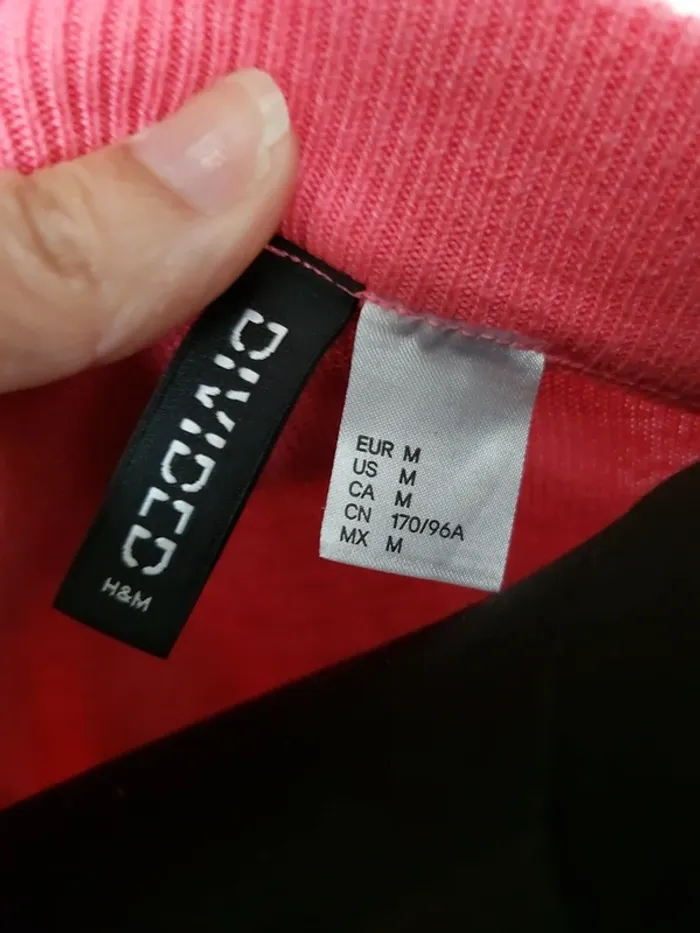 DIVIDED
H&M
EUR M
US M
CA M
CN 170/96A
MX M